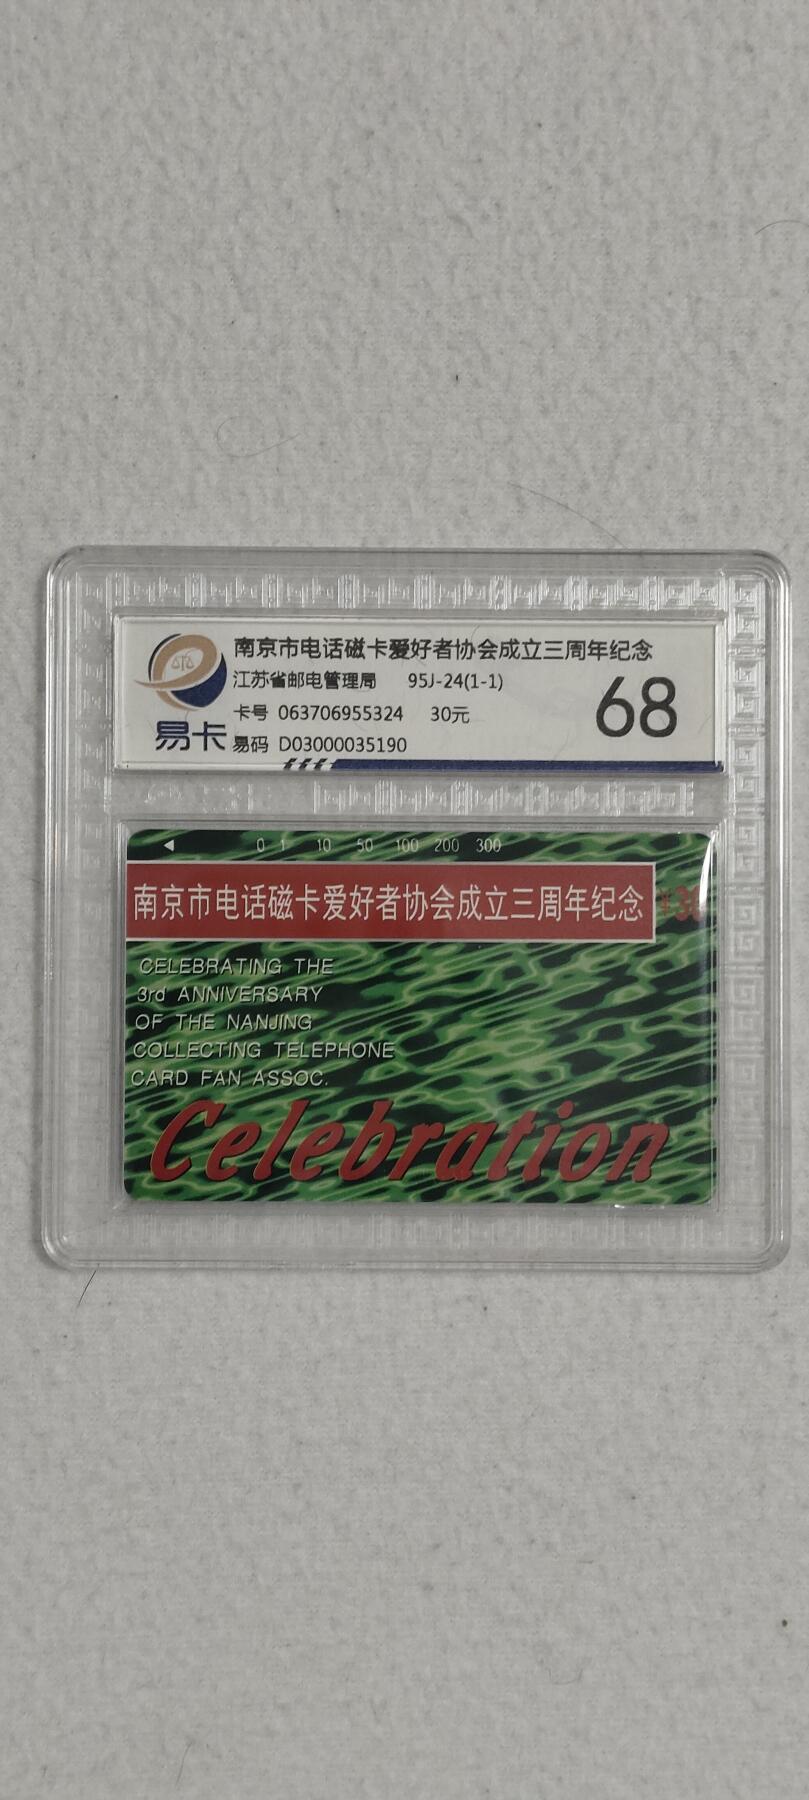 南京市电话磁卡爱好者协会成立三周年纪念
江苏省邮电管理局 95J-24(1-1)
卡号 063706955324 30元
68
易卡
易码 D03000035190
0 1 10 50 100 200 300
南京市电话磁卡爱好者协会成立三周年纪念
¥30
CELEBRATING THE
3rd ANNIVERSARY
OF THE NANJING
COLLECTING TELEPHONE
CARD FAN ASSOC.
Celebration